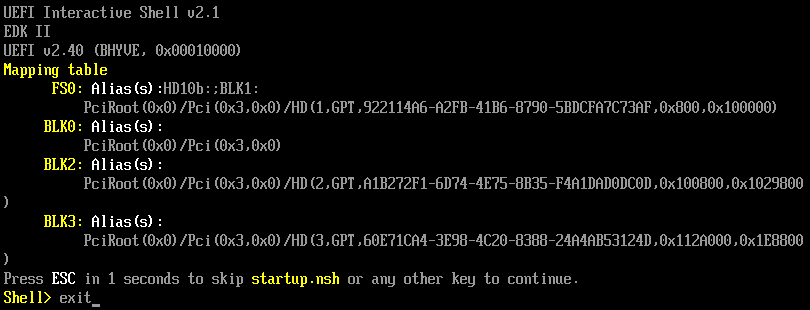 UEFI Interactive Shell v2.1
EDK II
UEFI v2.40 (BHYVE, 0x00010000)
Mapping table
FS0: Alias(s):HD10b:;BLK1:
PciRoot(0x0)/Pci(0x3,0x0)/HD(1,GPT,922114A6-A2FB-41B6-8790-5BDCFA7C73AF,0x800,0x100000)
BLK0: Alias(s):
PciRoot(0x0)/Pci(0x3,0x0)
BLK2: Alias(s):
PciRoot(0x0)/Pci(0x3,0x0)/HD(2,GPT,A1B272F1-6D74-4E75-8B35-F4A1DAD0DC0D,0x100800,0x1029800
)
BLK3: Alias(s):
PciRoot(0x0)/Pci(0x3,0x0)/HD(3,GPT,60E71CA4-3E98-4C20-8388-24A4AB53124D,0x112A000,0x1E8800
)
Press ESC in 1 seconds to skip startup.nsh or any other key to continue.
Shell> exit_